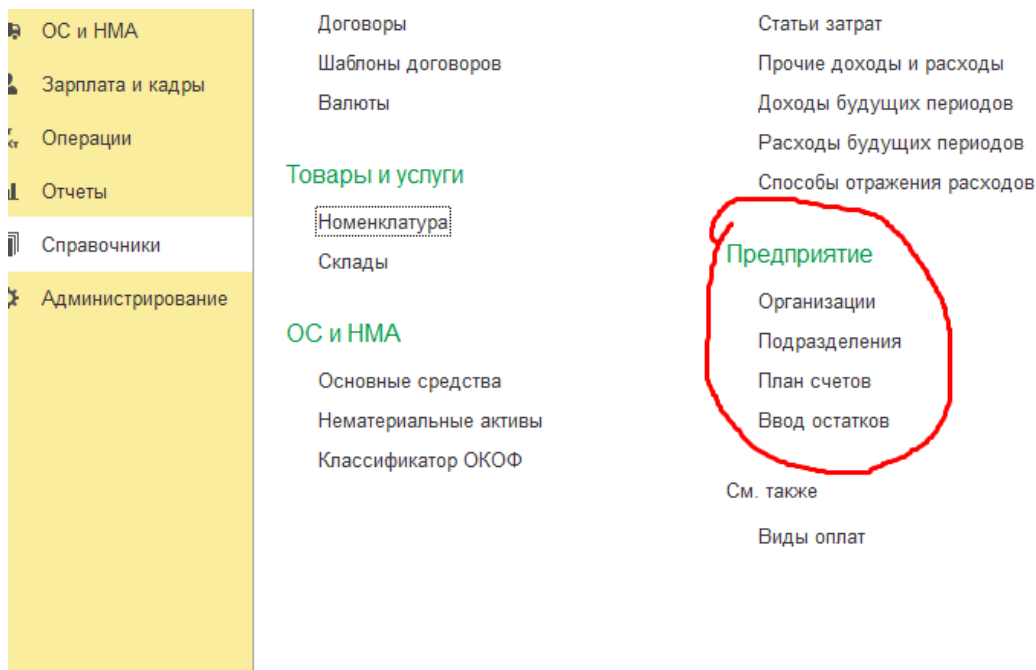 ОС и НМА
Зарплата и кадры
Операции
Отчеты
Справочники
Администрирование
Договоры
Шаблоны договоров
Валюты
Товары и услуги
Номенклатура
Склады
ОС и НМА
Основные средства
Нематериальные активы
Классификатор ОКОФ
Статьи затрат
Прочие доходы и расходы
Доходы будущих периодов
Расходы будущих периодов
Способы отражения расходов
Предприятие
Организации
Подразделения
План счетов
Ввод остатков
См. также
Виды оплат